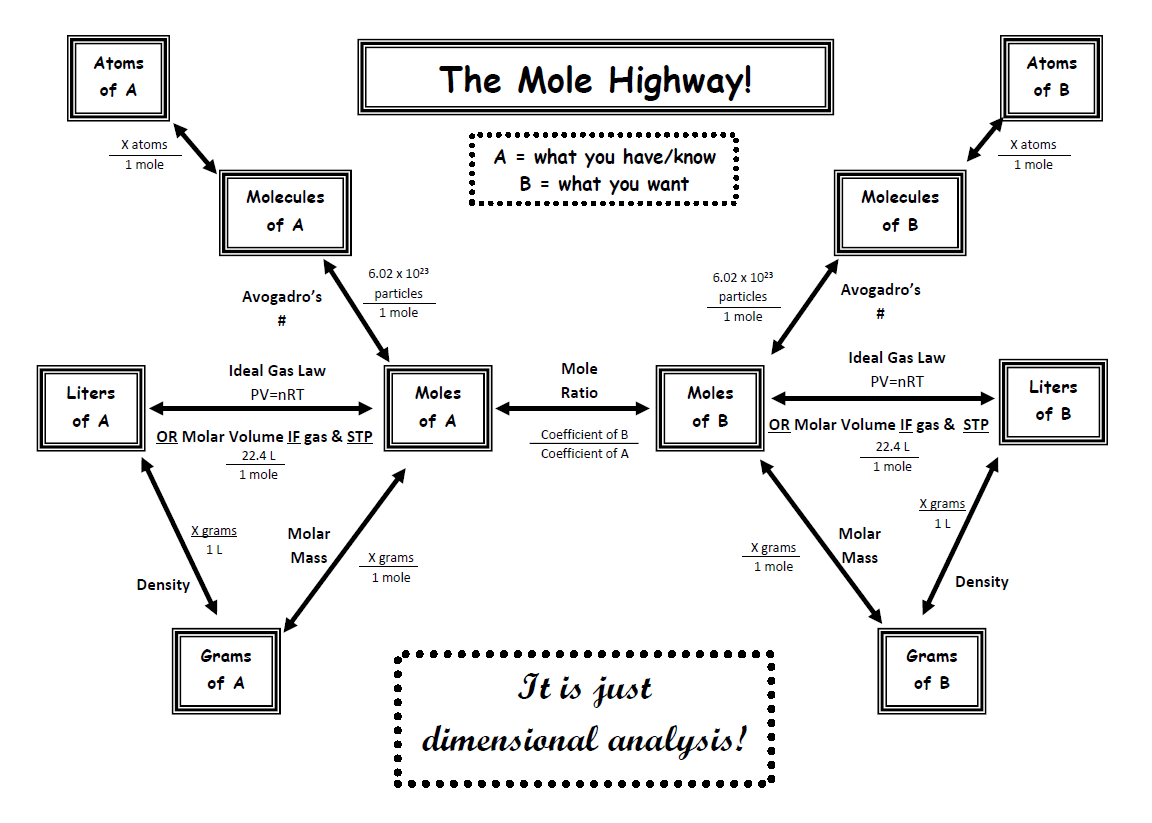 The Mole Highway!
A = what you have/know
B = what you want
Atoms
of A
X atoms
1 mole
Molecules
of A
Avogadro's
#
6.02 x 10²³
particles
1 mole
Liters
of A
Ideal Gas Law
PV=nRT
OR Molar Volume IF gas & STP
22.4 L
1 mole
Moles
of A
X grams
1 L
Density
Molar
Mass
X grams
1 mole
Grams
of A
Mole
Ratio
Coefficient of B
Coefficient of A
Atoms
of B
X atoms
1 mole
Molecules
of B
6.02 x 10²³
particles
1 mole
Avogadro's
#
Moles
of B
Ideal Gas Law
PV=nRT
OR Molar Volume IF gas & STP
22.4 L
1 mole
Liters
of B
X grams
1 mole
Molar
Mass
X grams
1 L
Density
Grams
of B
It is just
dimensional analysis!